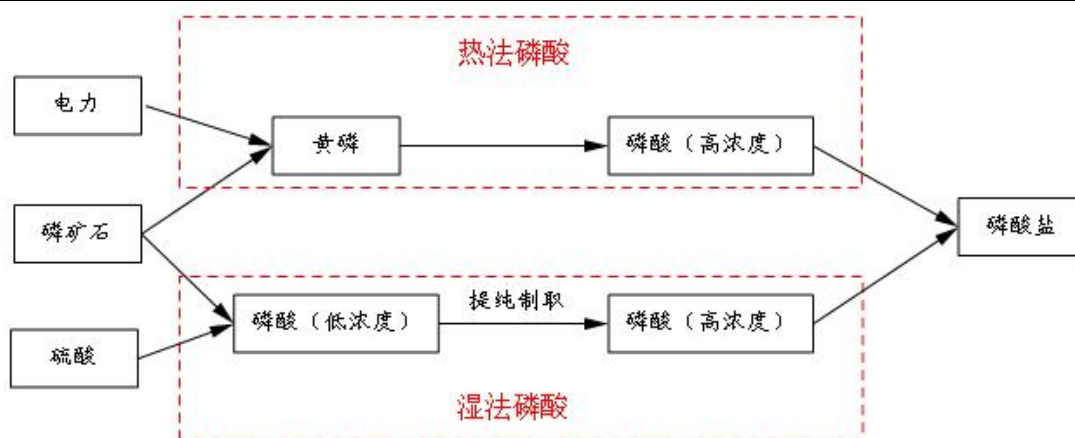 热法磷酸
电力
黄磷
磷酸（高浓度）
磷矿石
磷酸盐
提纯制取
磷酸（低浓度）
磷酸（高浓度）
硫酸
湿法磷酸